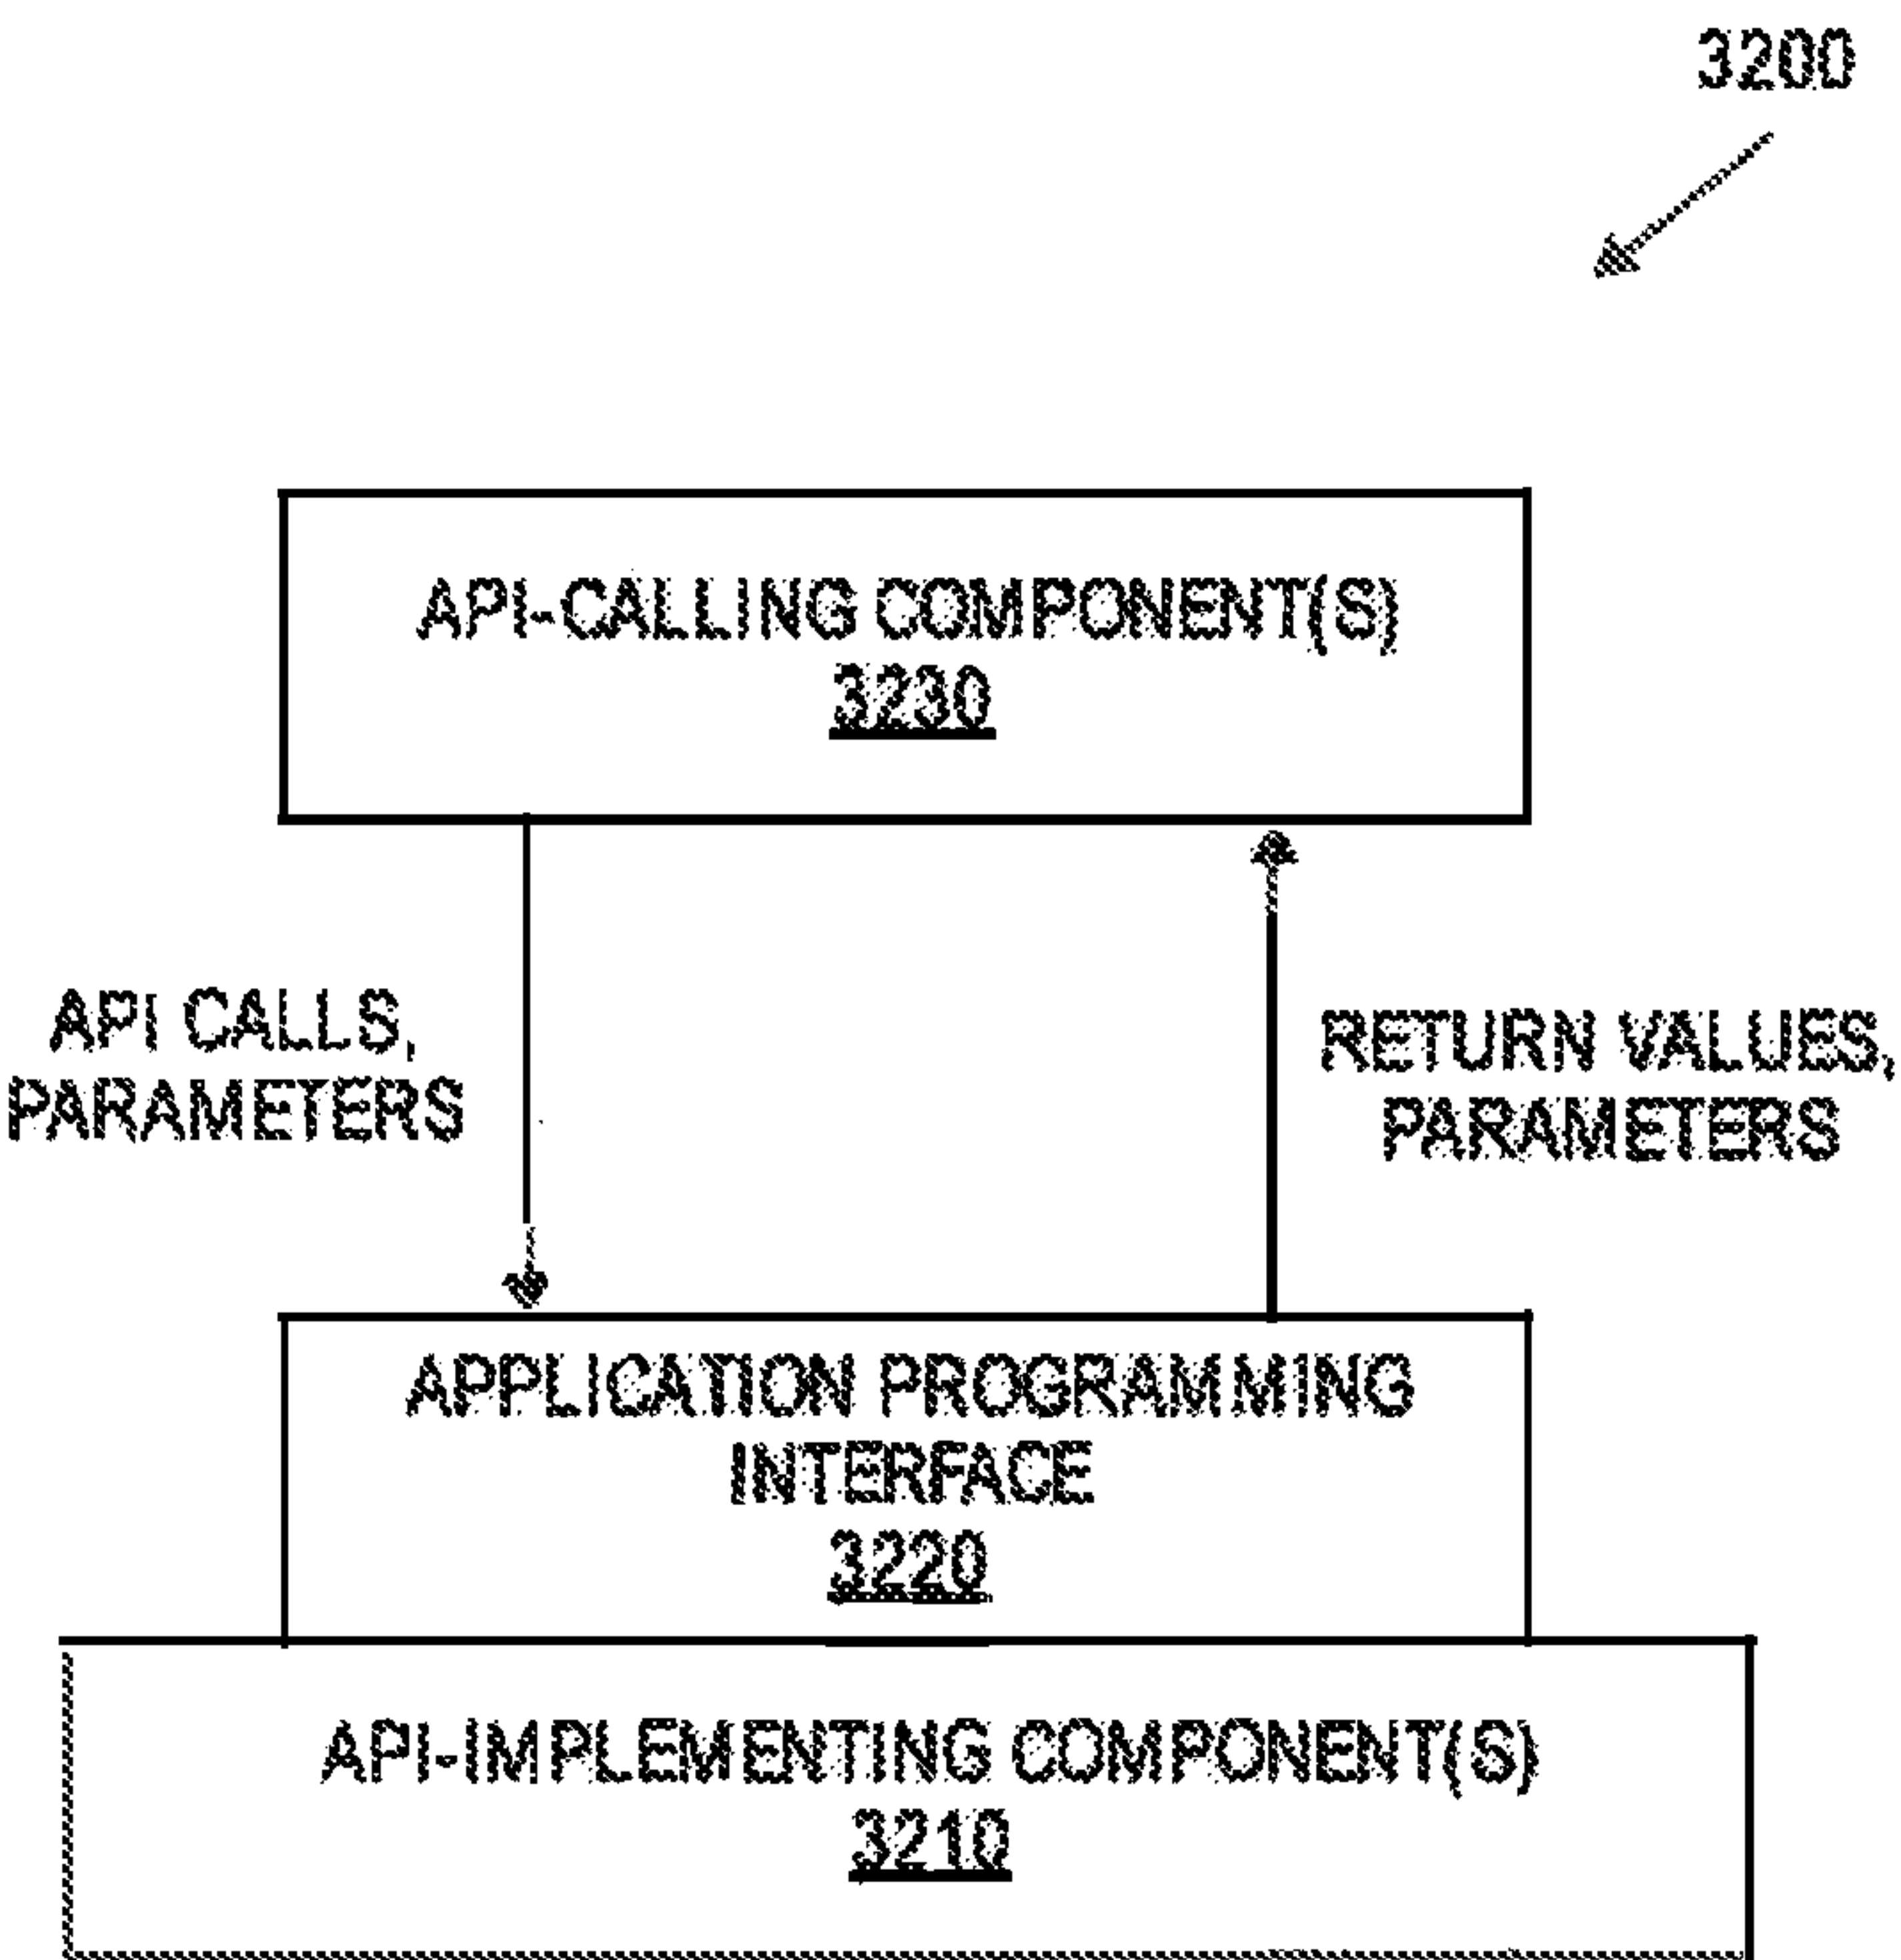 3200
API-CALLING COMPONENT(S)
3230
API CALLS,
PARAMETERS
RETURN VALUES,
PARAMETERS
APPLICATION PROGRAMMING
INTERFACE
3220
API-IMPLEMENTING COMPONENT(S)
3210